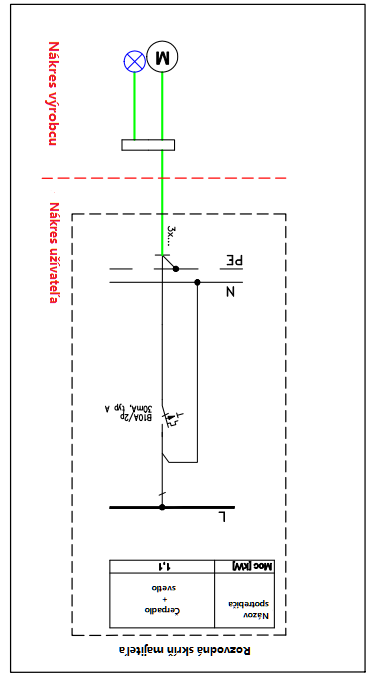 Nákres výrobcu
M
Nákres užívateľa
3x...
PE
N
B10A/2p
30mA, typ A
L
Rozvodná skríň majiteľa
Názov
spotrebiča
Čerpadlo
+
svetlo
Moc [kW]
1,1